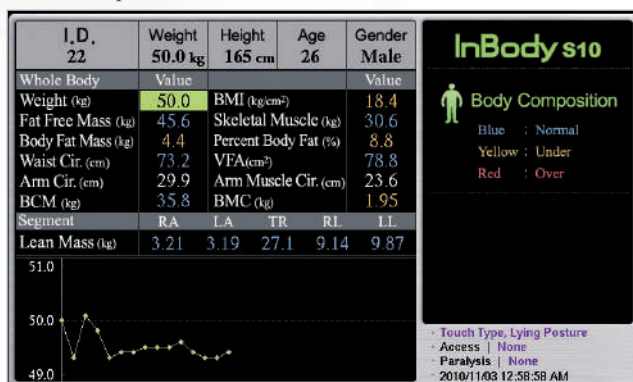 I.D. Weight Height Age Gender
22 50.0 kg 165 cm 26 Male
Whole Body Value Value
Weight (kg) 50.0 BMI (kg/cm²) 18.4
Fat Free Mass (kg) 45.6 Skeletal Muscle (kg) 30.6
Body Fat Mass (kg) 4.4 Percent Body Fat (%) 8.8
Waist Cir. (cm) 73.2 VFA(cm²) 78.8
Arm Cir. (cm) 29.9 Arm Muscle Cir. (cm) 23.6
BCM (kg) 35.8 BMC (kg) 1.95
Segment RA LA TR RL LL
Lean Mass (kg) 3.21 3.19 27.1 9.14 9.87
51.0
50.0
49.0
InBody S10
Body Composition
Blue : Normal
Yellow : Under
Red : Over
· Touch Type, Lying Posture
· Access | None
· Paralysis | None
· 2010/11/03 12:58:58 AM